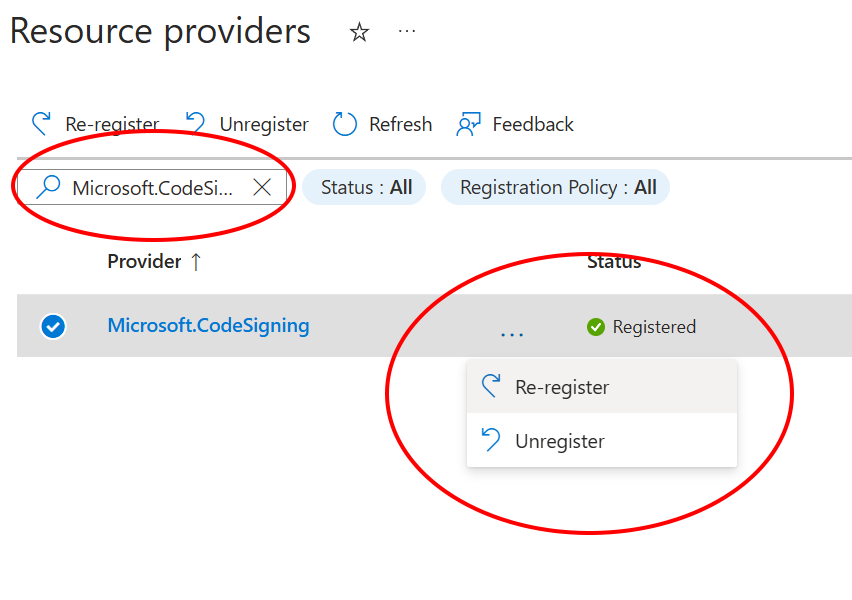 Resource providers ...
Re-register Unregister Refresh Feedback
Microsoft.CodeSi... Status : All Registration Policy : All
Provider ↑ Status
Microsoft.CodeSigning ... Registered
Re-register
Unregister